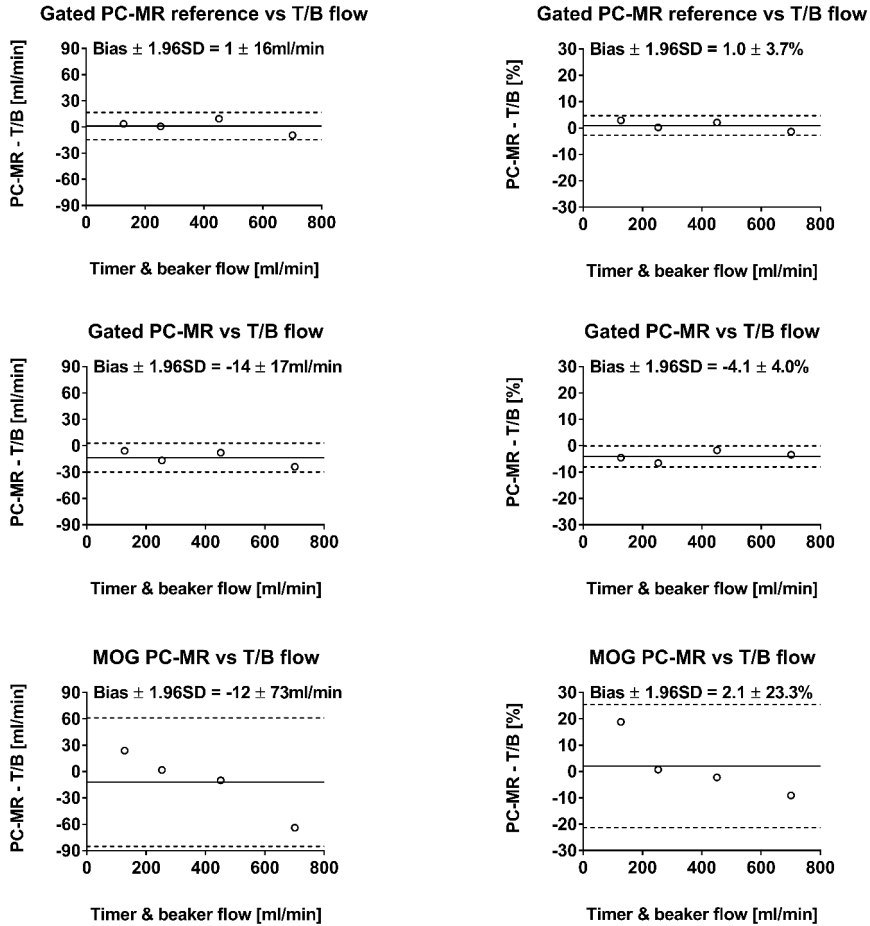 Gated PC-MR reference vs T/B flow
Bias ± 1.96SD = 1 ± 16ml/min
PC-MR - T/B [ml/min]
90
60
30
0
-30
-60
-90
0 200 400 600 800
Timer & beaker flow [ml/min]
Gated PC-MR reference vs T/B flow
Bias ± 1.96SD = 1.0 ± 3.7%
PC-MR - T/B [%]
30
20
10
0
-10
-20
-30
0 200 400 600 800
Timer & beaker flow [ml/min]
Gated PC-MR vs T/B flow
Bias ± 1.96SD = -14 ± 17ml/min
PC-MR - T/B [ml/min]
90
60
30
0
-30
-60
-90
0 200 400 600 800
Timer & beaker flow [ml/min]
Gated PC-MR vs T/B flow
Bias ± 1.96SD = -4.1 ± 4.0%
PC-MR - T/B [%]
30
20
10
0
-10
-20
-30
0 200 400 600 800
Timer & beaker flow [ml/min]
MOG PC-MR vs T/B flow
Bias ± 1.96SD = -12 ± 73ml/min
PC-MR - T/B [ml/min]
90
60
30
0
-30
-60
-90
0 200 400 600 800
Timer & beaker flow [ml/min]
MOG PC-MR vs T/B flow
Bias ± 1.96SD = 2.1 ± 23.3%
PC-MR - T/B [%]
30
20
10
0
-10
-20
-30
0 200 400 600 800
Timer & beaker flow [ml/min]